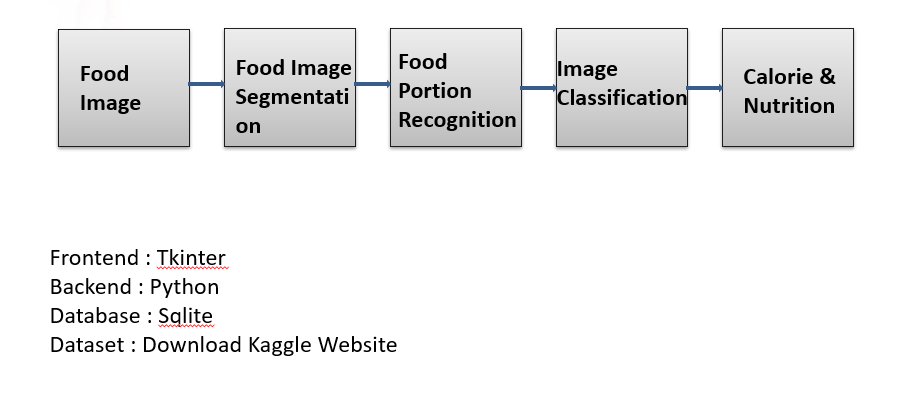 Food
Image
Food Image
Segmentati
on
Food
Portion
Recognition
Image
Classification
Calorie &
Nutrition
Frontend : Tkinter
Backend : Python
Database : Sqlite
Dataset : Download Kaggle Website